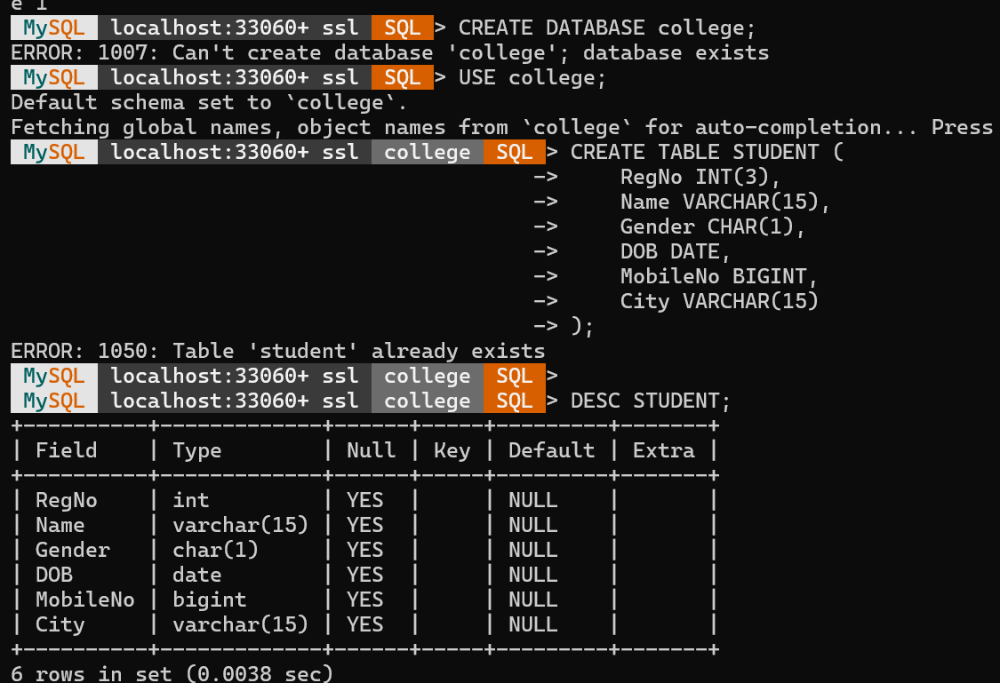 e 1
MySQL localhost:33060+ ssl SQL > CREATE DATABASE college;
ERROR: 1007: Can't create database 'college'; database exists
MySQL localhost:33060+ ssl SQL > USE college;
Default schema set to `college`.
Fetching global names, object names from `college` for auto-completion... Press
MySQL localhost:33060+ ssl college SQL > CREATE TABLE STUDENT (
-> RegNo INT(3),
-> Name VARCHAR(15),
-> Gender CHAR(1),
-> DOB DATE,
-> MobileNo BIGINT,
-> City VARCHAR(15)
-> );
ERROR: 1050: Table 'student' already exists
MySQL localhost:33060+ ssl college SQL >
MySQL localhost:33060+ ssl college SQL > DESC STUDENT;
+----------+-------------+------+-----+---------+-------+
| Field    | Type        | Null | Key | Default | Extra |
+----------+-------------+------+-----+---------+-------+
| RegNo    | int         | YES  |     | NULL    |       |
| Name     | varchar(15) | YES  |     | NULL    |       |
| Gender   | char(1)     | YES  |     | NULL    |       |
| DOB      | date        | YES  |     | NULL    |       |
| MobileNo | bigint      | YES  |     | NULL    |       |
| City     | varchar(15) | YES  |     | NULL    |       |
+----------+-------------+------+-----+---------+-------+
6 rows in set (0.0038 sec)